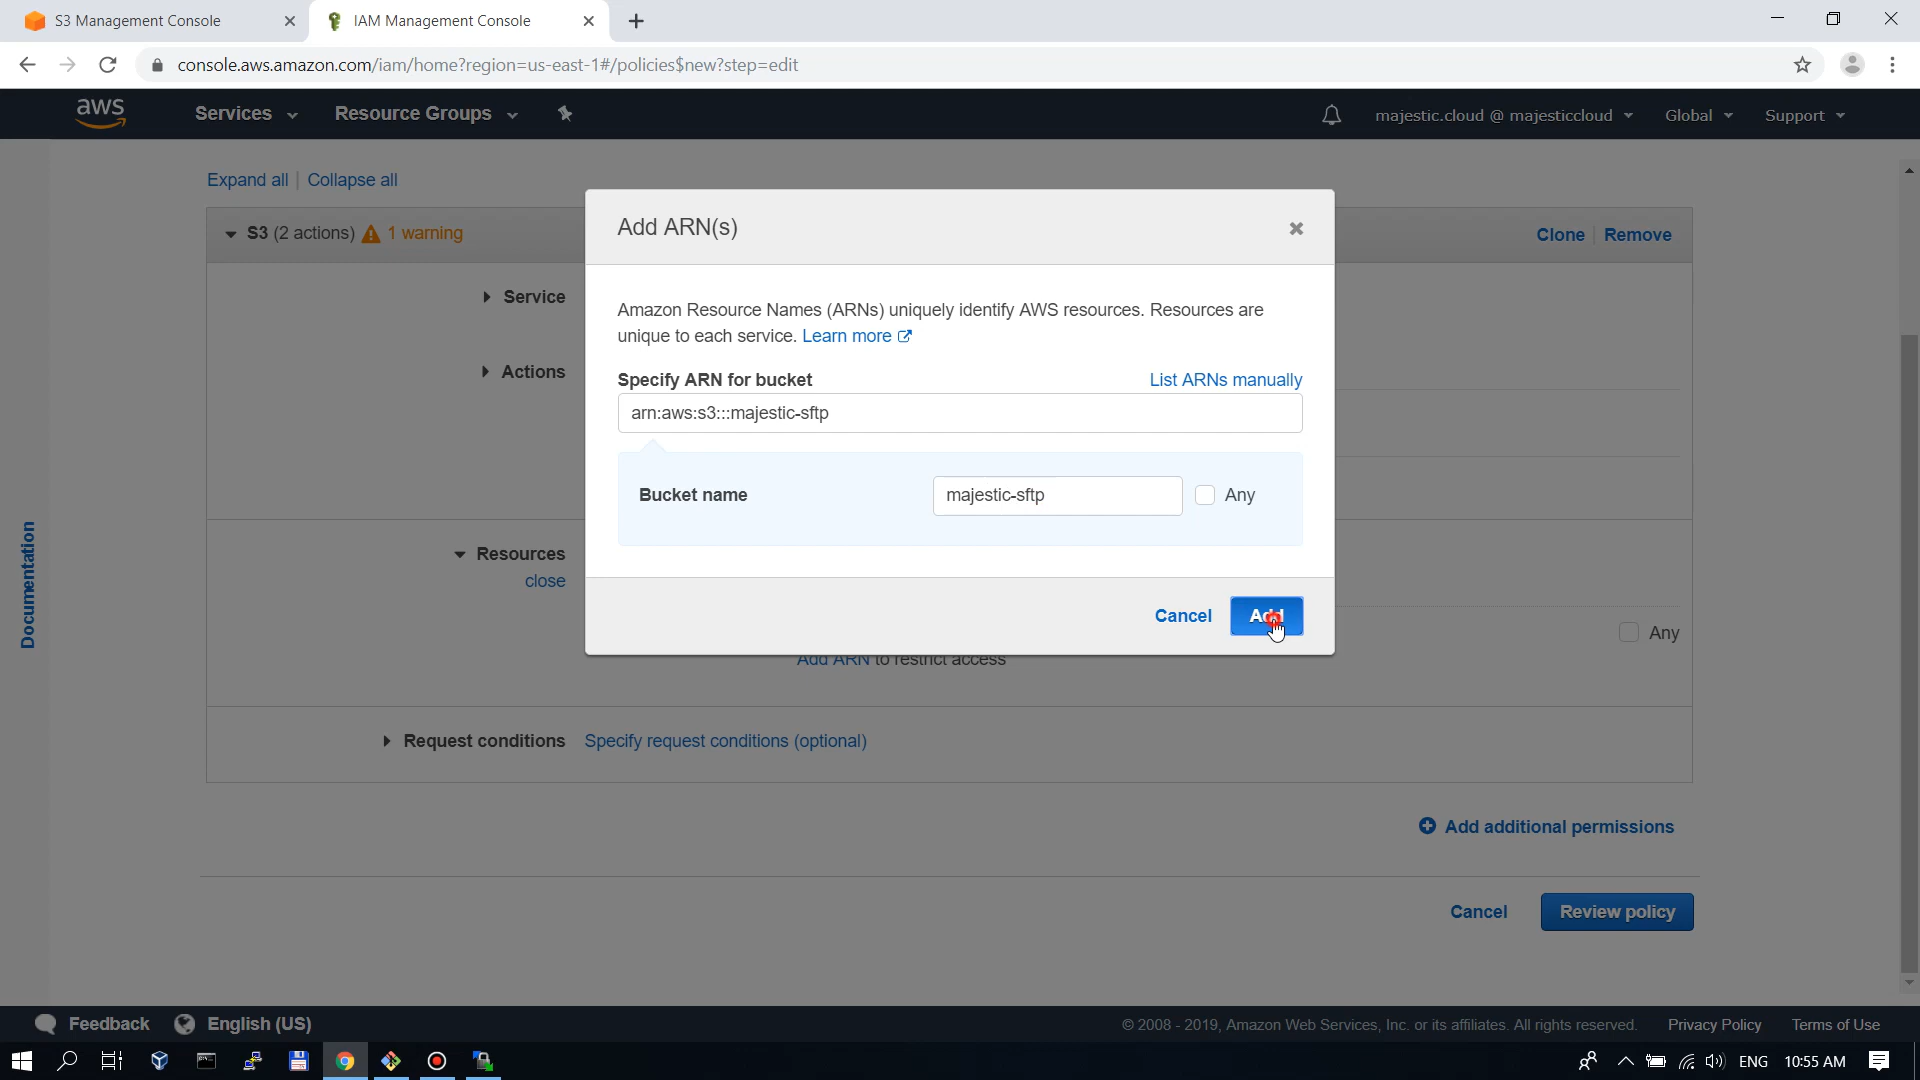 S3 Management Console
IAM Management Console
console.aws.amazon.com/iam/home?region=us-east-1#/policies$new?step=edit
aws
Services
Resource Groups
majestic.cloud @ majesticcloud
Global
Support
Expand all
Collapse all
S3 (2 actions)
1 warning
Clone
Remove
Add ARN(s)
Service
Amazon Resource Names (ARNs) uniquely identify AWS resources. Resources are
unique to each service. Learn more
Actions
Specify ARN for bucket
List ARNs manually
arn:aws:s3:::majestic-sftp
Bucket name
majestic-sftp
Any
Resources
close
Cancel
Add
Any
Add ARN to restrict access
Request conditions
Specify request conditions (optional)
Add additional permissions
Cancel
Review policy
Documentation
Feedback
English (US)
© 2008 - 2019, Amazon Web Services, Inc. or its affiliates. All rights reserved.
Privacy Policy
Terms of Use
ENG
10:55 AM